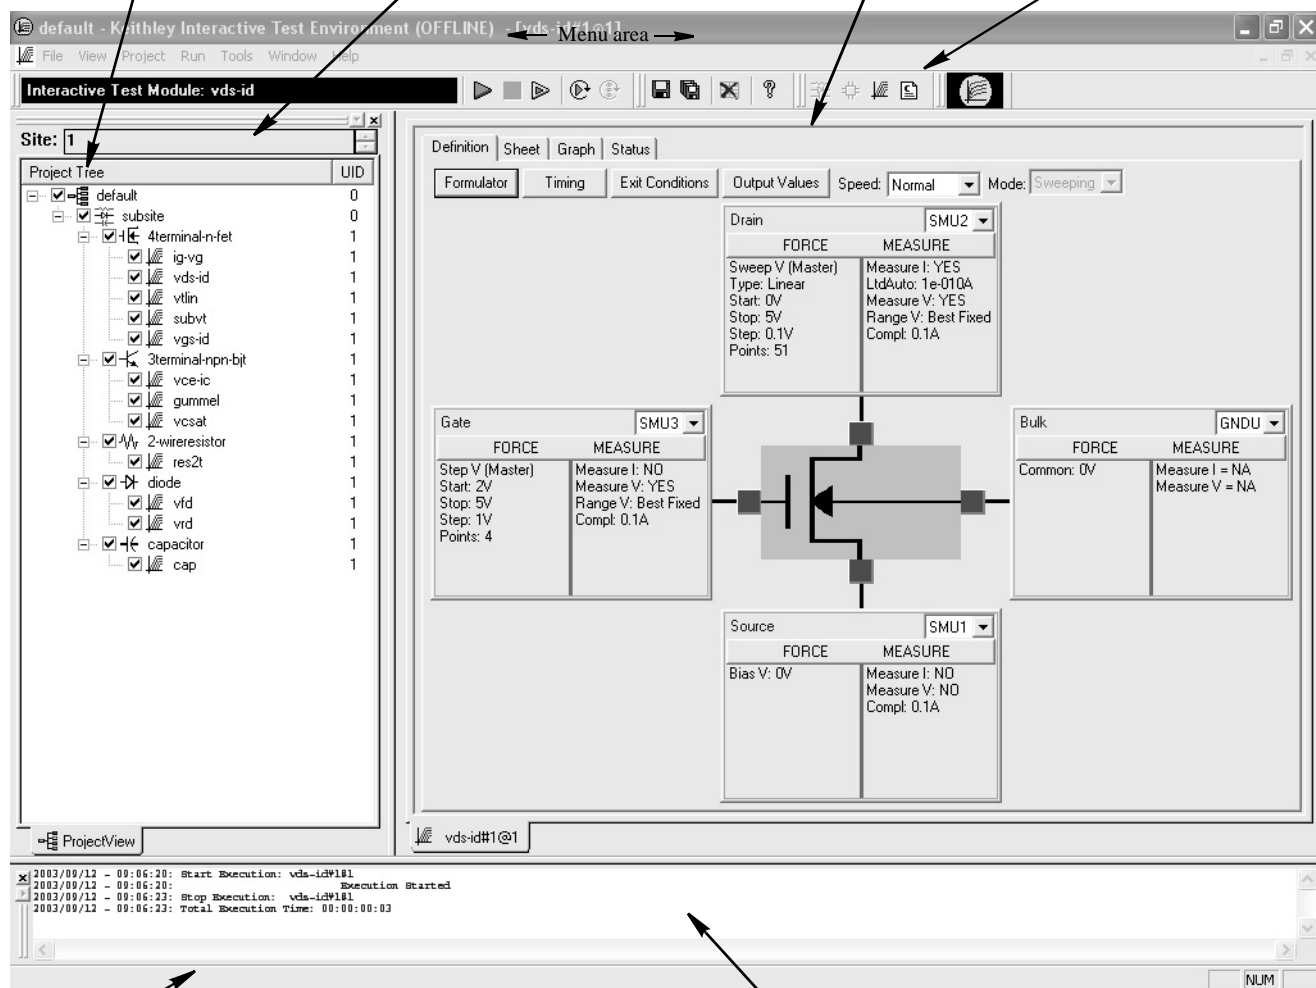 default - Keithley Interactive Test Environment (OFFLINE) - [vds-id#1@1]
Menu area
File View Project Run Tools Window Help
Interactive Test Module: vds-id
Site: 1
Project Tree UID
default 0
subsite 0
4terminal-n-fet 1
ig-vg 1
vds-id 1
vtlin 1
subvt 1
vgs-id 1
3terminal-npn-bjt 1
vce-ic 1
gummel 1
vcsat 1
2-wireresistor 1
res2t 1
diode 1
vfd 1
vrd 1
capacitor 1
cap 1
ProjectView
Definition Sheet Graph Status
Formulator Timing Exit Conditions Output Values Speed: Normal Mode: Sweeping
Drain SMU2
FORCE MEASURE
Sweep V (Master)
Type: Linear
Start: 0V
Stop: 5V
Step: 0.1V
Points: 51
Measure I: YES
LtdAuto: 1e-010A
Measure V: YES
Range V: Best Fixed
Compl: 0.1A
Gate SMU3
FORCE MEASURE
Step V (Master)
Start: 2V
Stop: 5V
Step: 1V
Points: 4
Measure I: NO
Measure V: YES
Range V: Best Fixed
Compl: 0.1A
Bulk GNDU
FORCE MEASURE
Common: 0V
Measure I = NA
Measure V = NA
Source SMU1
FORCE MEASURE
Bias V: 0V
Measure I: NO
Measure V: NO
Compl: 0.1A
vds-id#1@1
2003/09/12 - 09:06:20: Start Execution: vds-id#1@1
2003/09/12 - 09:06:20: Execution Started
2003/09/12 - 09:06:23: Stop Execution: vds-id#1@1
2003/09/12 - 09:06:23: Total Execution Time: 00:00:00:03
NUM